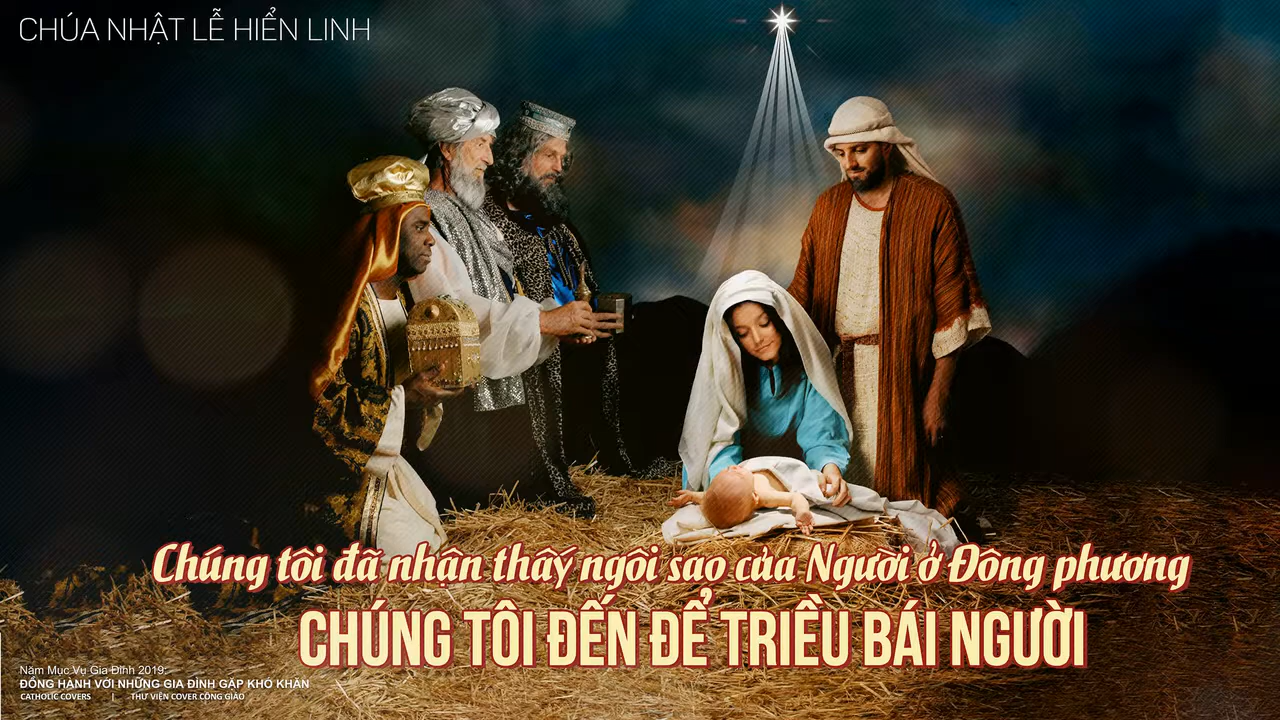 CHÚA NHẬT LỄ HIỂN LINH
Chúng tôi đã nhận thấy ngôi sao của Người ở Đông phương
CHÚNG TÔI ĐẾN ĐỂ TRIỀU BÁI NGƯỜI
Năm Mục Vụ Gia Đình 2019:
ĐỒNG HÀNH VỚI NHỮNG GIA ĐÌNH GẶP KHÓ KHĂN
CATHOLIC COVERS | THƯ VIỆN COVER CÔNG GIÁO